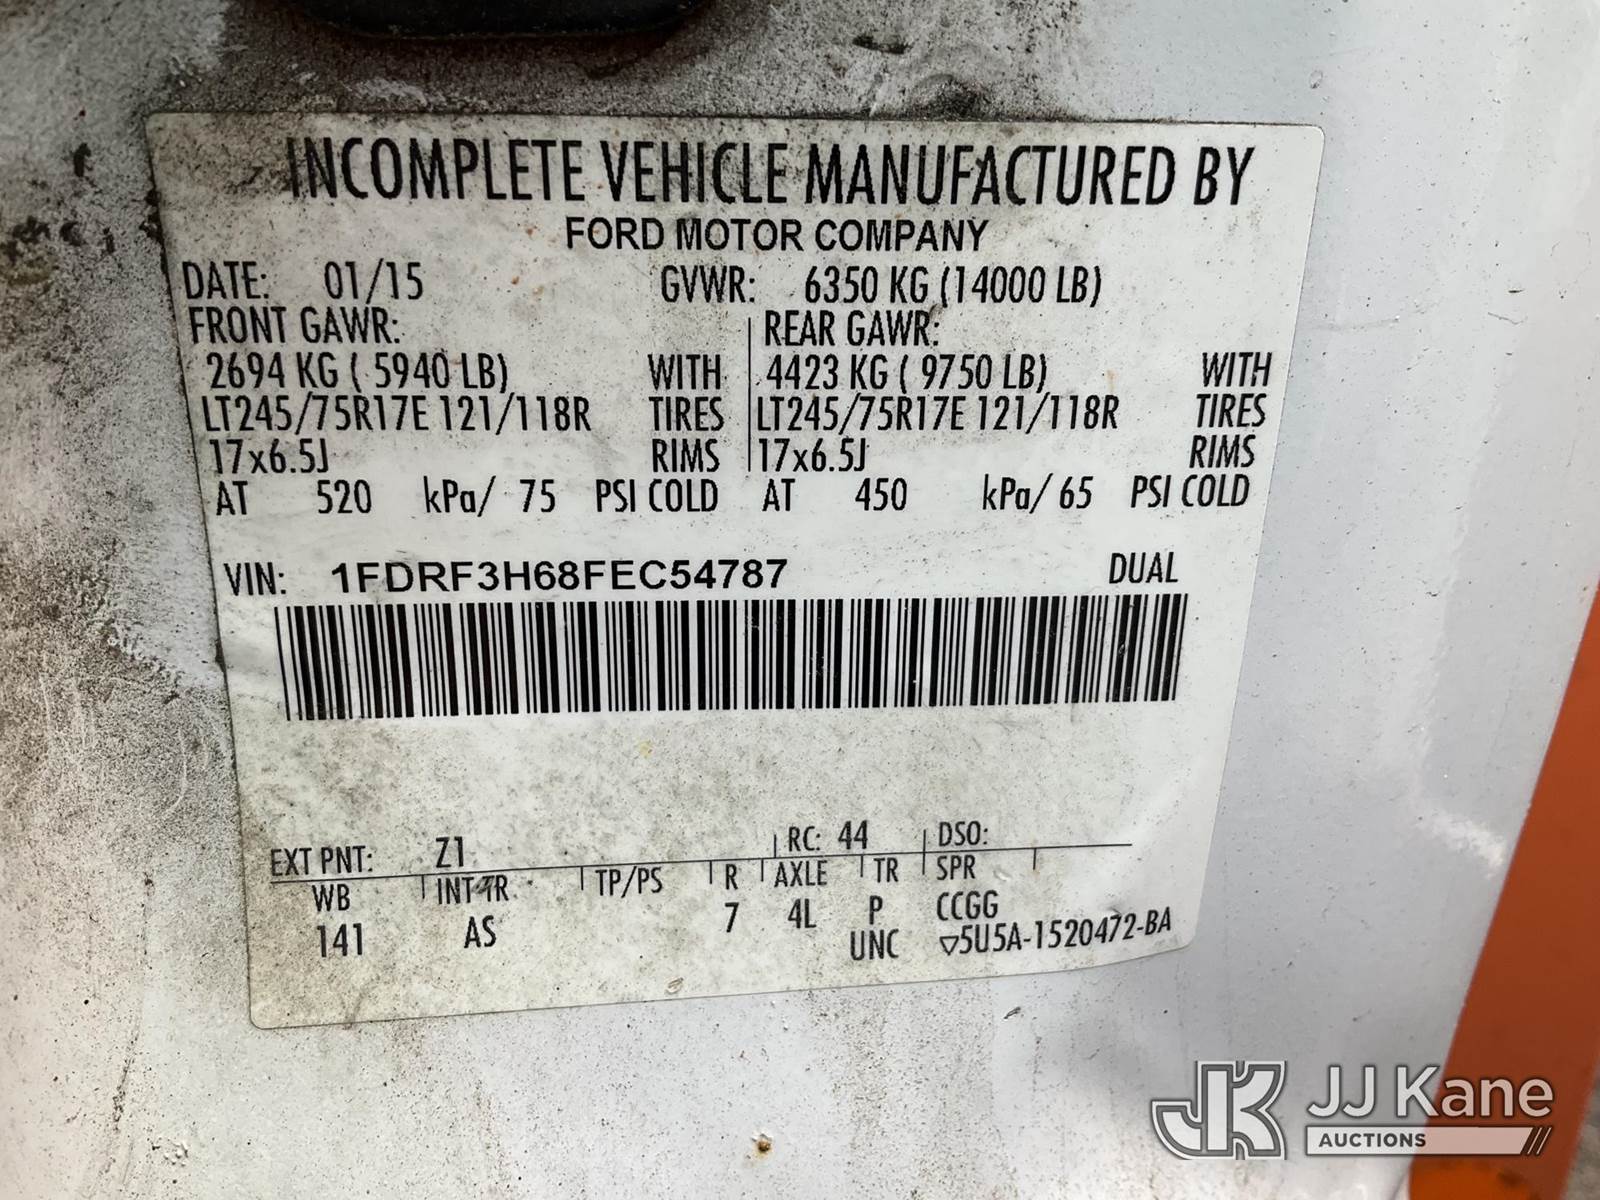 INCOMPLETE VEHICLE MANUFACTURED BY
FORD MOTOR COMPANY
DATE: 01/15 GVWR: 6350 KG (14000 LB)
FRONT GAWR: REAR GAWR:
2694 KG ( 5940 LB) WITH 4423 KG ( 9750 LB) WITH
LT245/75R17E 121/118R TIRES LT245/75R17E 121/118R TIRES
17x6.5J RIMS 17x6.5J RIMS
AT 520 kPa/ 75 PSI COLD AT 450 kPa/ 65 PSI COLD
VIN: 1FDRF3H68FEC54787 DUAL
EXT PNT: Z1 RC: 44 DSO:
WB INT TR TP/PS R AXLE TR SPR
141 AS 7 4L P CCGG
UNC ▽5U5A-1520472-BA
JK JJ Kane
AUCTIONS